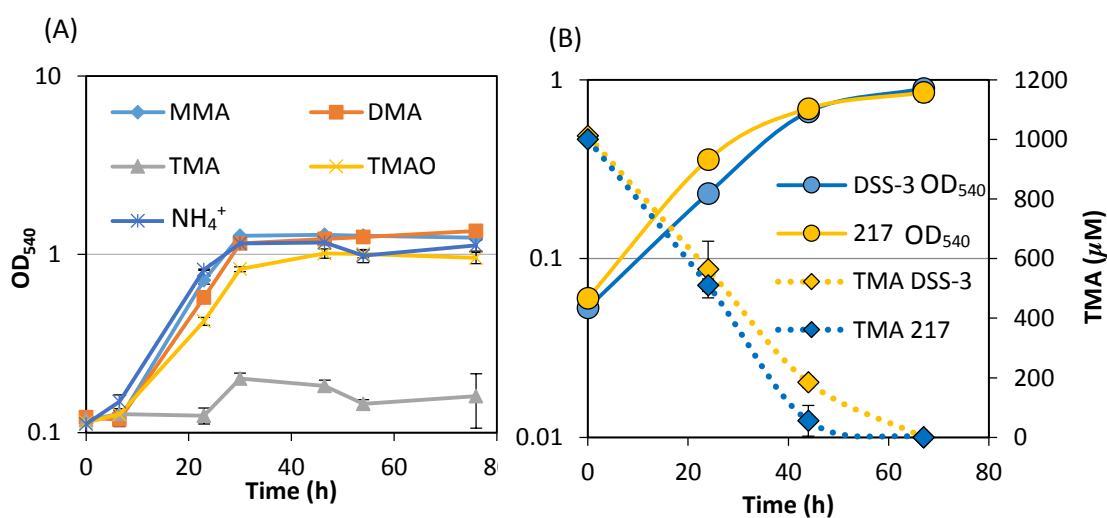 (A)
10
MMA
DMA
TMA
TMAO
NH₄⁺
OD₅₄₀
1
0.1
0 20 40 60 80
Time (h)
(B)
1
0.1
0.01
DSS-3 OD₅₄₀
217 OD₅₄₀
TMA DSS-3
TMA 217
1200
1000
800
600
400
200
0
TMA (µM)
0 20 40 60 80
Time (h)